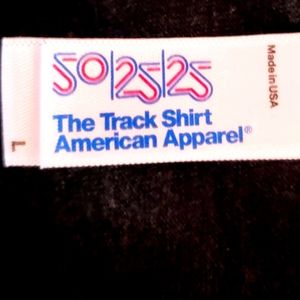 50/25/25
The Track Shirt
American Apparel®
Made in USA
L